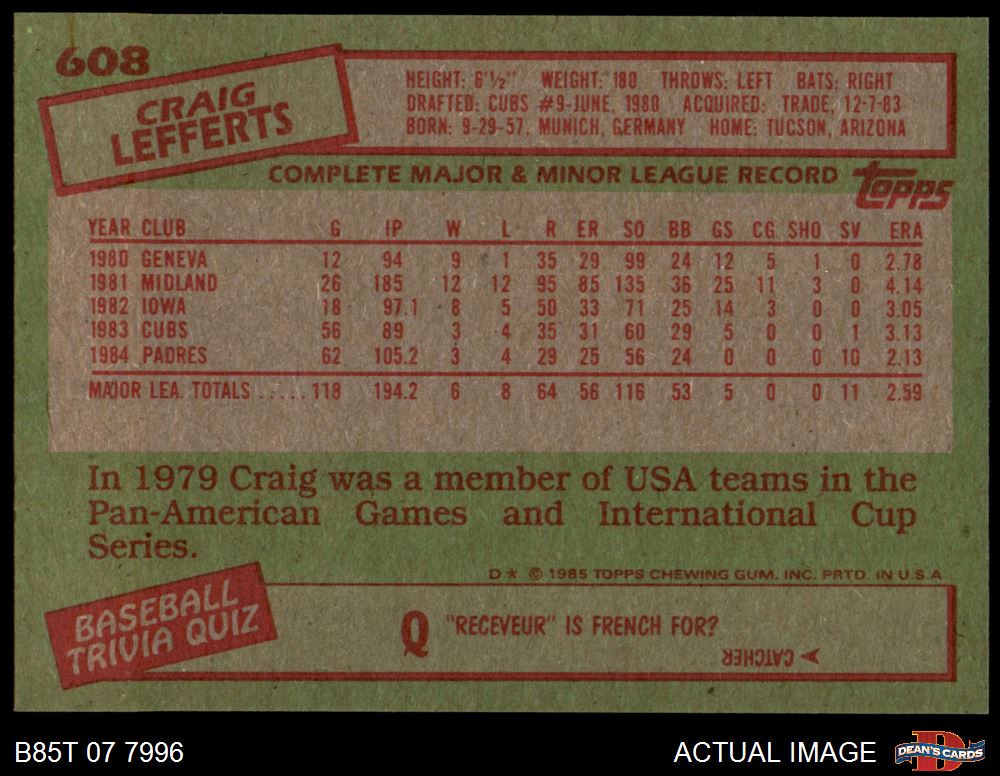 608
CRAIG
LEFFERTS
HEIGHT: 6'½" WEIGHT: 180 THROWS: LEFT BATS: RIGHT
DRAFTED: CUBS #9-JUNE, 1980 ACQUIRED: TRADE, 12-7-83
BORN: 9-29-57, MUNICH, GERMANY HOME: TUCSON, ARIZONA
COMPLETE MAJOR & MINOR LEAGUE RECORD topps
YEAR CLUB G IP W L R ER SO BB GS CG SHO SV ERA
1980 GENEVA 12 94 9 1 35 29 99 24 12 5 1 0 2.78
1981 MIDLAND 26 185 12 12 95 85 135 36 25 11 3 0 4.14
1982 IOWA 18 97.1 8 5 50 33 71 25 14 3 0 0 3.05
1983 CUBS 56 89 3 4 35 31 60 29 5 0 0 1 3.13
1984 PADRES 62 105.2 3 4 29 25 56 24 0 0 0 10 2.13
MAJOR LEA. TOTALS ..... 118 194.2 6 8 64 56 116 53 5 0 0 11 2.59
In 1979 Craig was a member of USA teams in the
Pan-American Games and International Cup
Series.
D* © 1985 TOPPS CHEWING GUM, INC. PRTD. IN U.S.A
BASEBALL
TRIVIA QUIZ
Q "RECEVEUR" IS FRENCH FOR?
CATCHER
B85T 07 7996 ACTUAL IMAGE DEAN'S CARDS